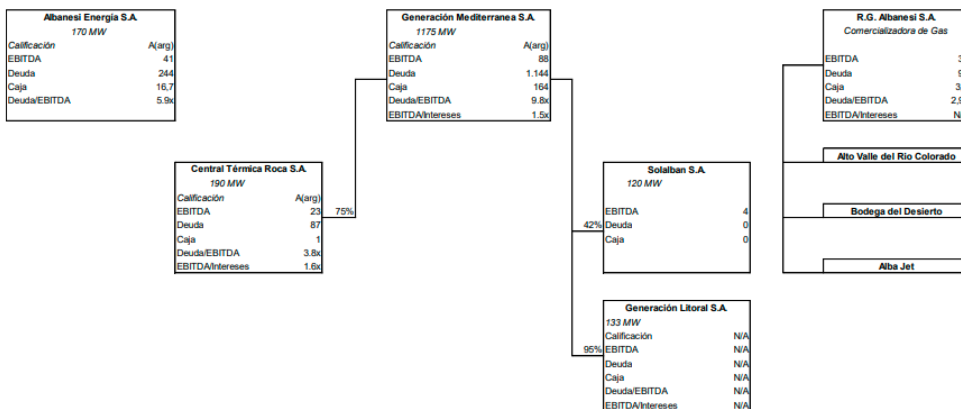 Albanesi Energía S.A.
170 MW
Calificación A(arg)
EBITDA 41
Deuda 244
Caja 16,7
Deuda/EBITDA 5.9x
Generación Mediterranea S.A.
1175 MW
Calificación A(arg)
EBITDA 88
Deuda 1.144
Caja 164
Deuda/EBITDA 9.8x
EBITDA/Intereses 1.5x
R.G. Albanesi S.A.
Comercializadora de Gas
EBITDA
Deuda
Caja
Deuda/EBITDA
EBITDA/Intereses
Central Térmica Roca S.A.
190 MW
Calificación A(arg)
EBITDA 23 75%
Deuda 87
Caja 1
Deuda/EBITDA 3.8x
EBITDA/Intereses 1.6x
Solalban S.A.
120 MW
EBITDA 4
42% Deuda 0
Caja 0
Alto Valle del Río Colorado
Bodega del Desierto
Alba Jet
Generación Litoral S.A.
133 MW
Calificación N/A
95% EBITDA N/A
Deuda N/A
Caja N/A
Deuda/EBITDA N/A
EBITDA/Intereses N/A